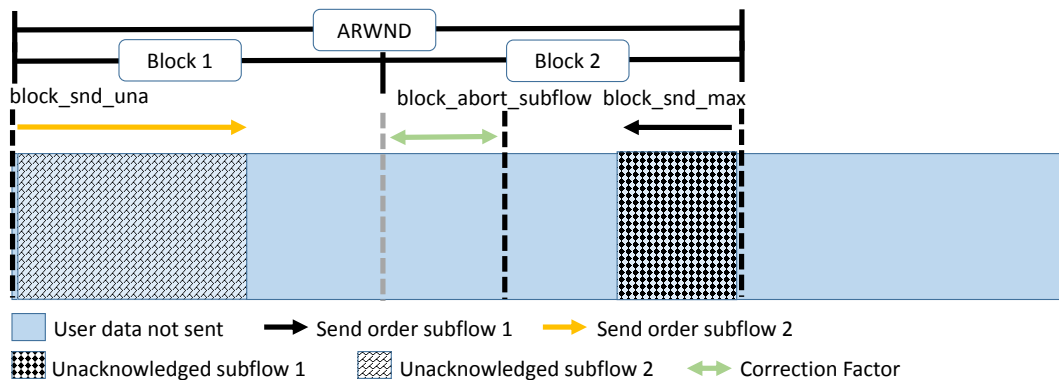 ARWND
Block 1
Block 2
block_snd_una
block_abort_subflow
block_snd_max
User data not sent
Send order subflow 1
Send order subflow 2
Unacknowledged subflow 1
Unacknowledged subflow 2
Correction Factor